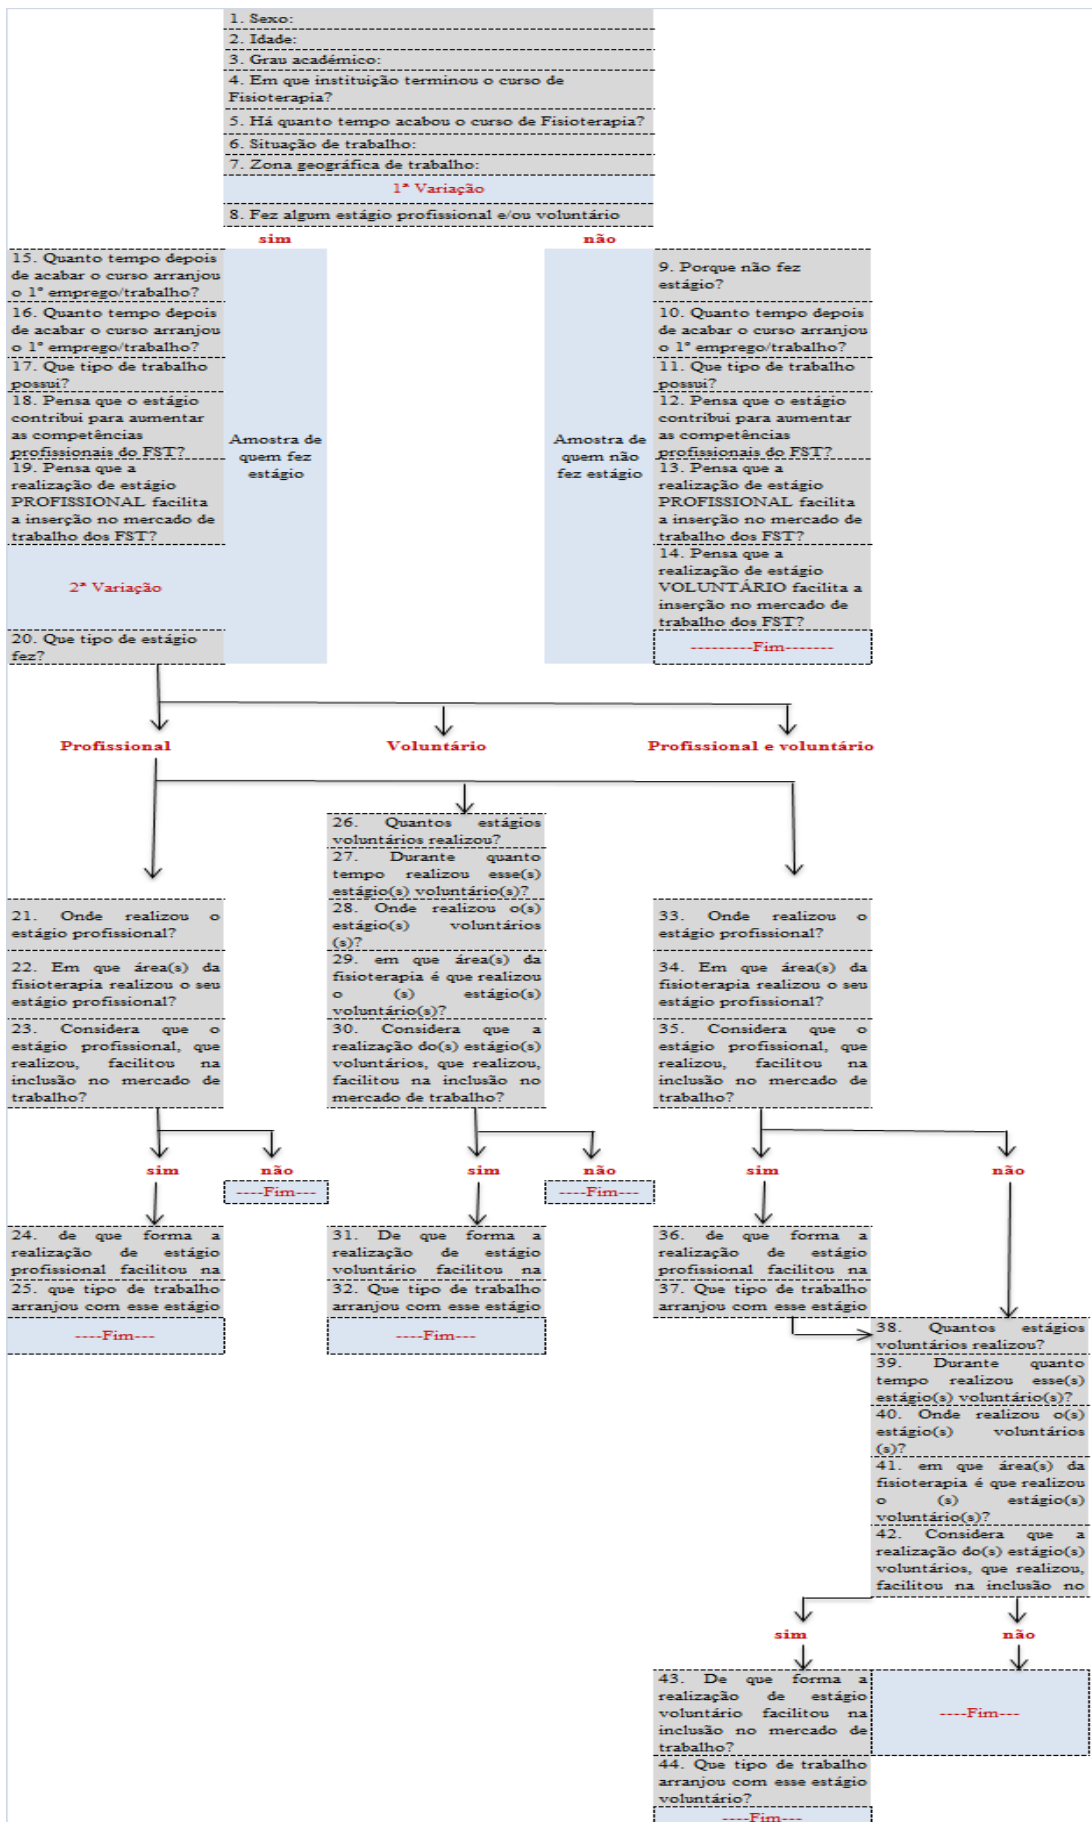 1. Sexo:
2. Idade:
3. Grau académico:
4. Em que instituição terminou o curso de
Fisioterapia?
5. Há quanto tempo acabou o curso de Fisioterapia?
6. Situação de trabalho:
7. Zona geográfica de trabalho:
1ª Variação
8. Fez algum estágio profissional e/ou voluntário
sim
não
15. Quanto tempo depois
de acabar o curso arranjou
o 1º emprego/trabalho?
16. Quanto tempo depois
de acabar o curso arranjou
o 1º emprego/trabalho?
17. Que tipo de trabalho
possui?
18. Pensa que o estágio
contribui para aumentar
as competências
profissionais do FST?
19. Pensa que a
realização de estágio
PROFISSIONAL facilita
a inserção no mercado de
trabalho dos FST?
2ª Variação
20. Que tipo de estágio
fez?
Amostra de
quem fez
estágio
Amostra de
quem não
fez estágio
9. Porque não fez
estágio?
10. Quanto tempo depois
de acabar o curso arranjou
o 1º emprego/trabalho?
11. Que tipo de trabalho
possui?
12. Pensa que o estágio
contribui para aumentar
as competências
profissionais do FST?
13. Pensa que a
realização de estágio
PROFISSIONAL facilita
a inserção no mercado de
trabalho dos FST?
14. Pensa que a
realização de estágio
VOLUNTÁRIO facilita a
inserção no mercado de
trabalho dos FST?
---------Fim-------
Profissional
Voluntário
Profissional e voluntário
21. Onde realizou o
estágio profissional?
22. Em que área(s) da
fisioterapia realizou o seu
estágio profissional?
23. Considera que o
estágio profissional, que
realizou, facilitou na
inclusão no mercado de
trabalho?
sim
não
----Fim---
24. de que forma a
realização de estágio
profissional facilitou na
25. que tipo de trabalho
arranjou com esse estágio
----Fim---
26. Quantos estágios
voluntários realizou?
27. Durante quanto
tempo realizou esse(s)
estágio(s) voluntário(s)?
28. Onde realizou o(s)
estágio(s) voluntários
(s)?
29. em que área(s) da
fisioterapia é que realizou
o (s) estágio(s)
voluntário(s)?
30. Considera que a
realização do(s) estágio(s)
voluntários, que realizou,
facilitou na inclusão no
mercado de trabalho?
sim
não
----Fim---
31. De que forma a
realização de estágio
voluntário facilitou na
32. Que tipo de trabalho
arranjou com esse estágio
----Fim---
33. Onde realizou o
estágio profissional?
34. Em que área(s) da
fisioterapia realizou o seu
estágio profissional?
35. Considera que o
estágio profissional, que
realizou, facilitou na
inclusão no mercado de
trabalho?
sim
não
36. de que forma a
realização de estágio
profissional facilitou na
37. Que tipo de trabalho
arranjou com esse estágio
38. Quantos estágios
voluntários realizou?
39. Durante quanto
tempo realizou esse(s)
estágio(s) voluntário(s)?
40. Onde realizou o(s)
estágio(s) voluntários
(s)?
41. em que área(s) da
fisioterapia é que realizou
o (s) estágio(s)
voluntário(s)?
42. Considera que a
realização do(s) estágio(s)
voluntários, que realizou,
facilitou na inclusão no
sim
não
43. De que forma a
realização de estágio
voluntário facilitou na
inclusão no mercado de
trabalho?
44. Que tipo de trabalho
arranjou com esse estágio
voluntário?
----Fim---
----Fim---